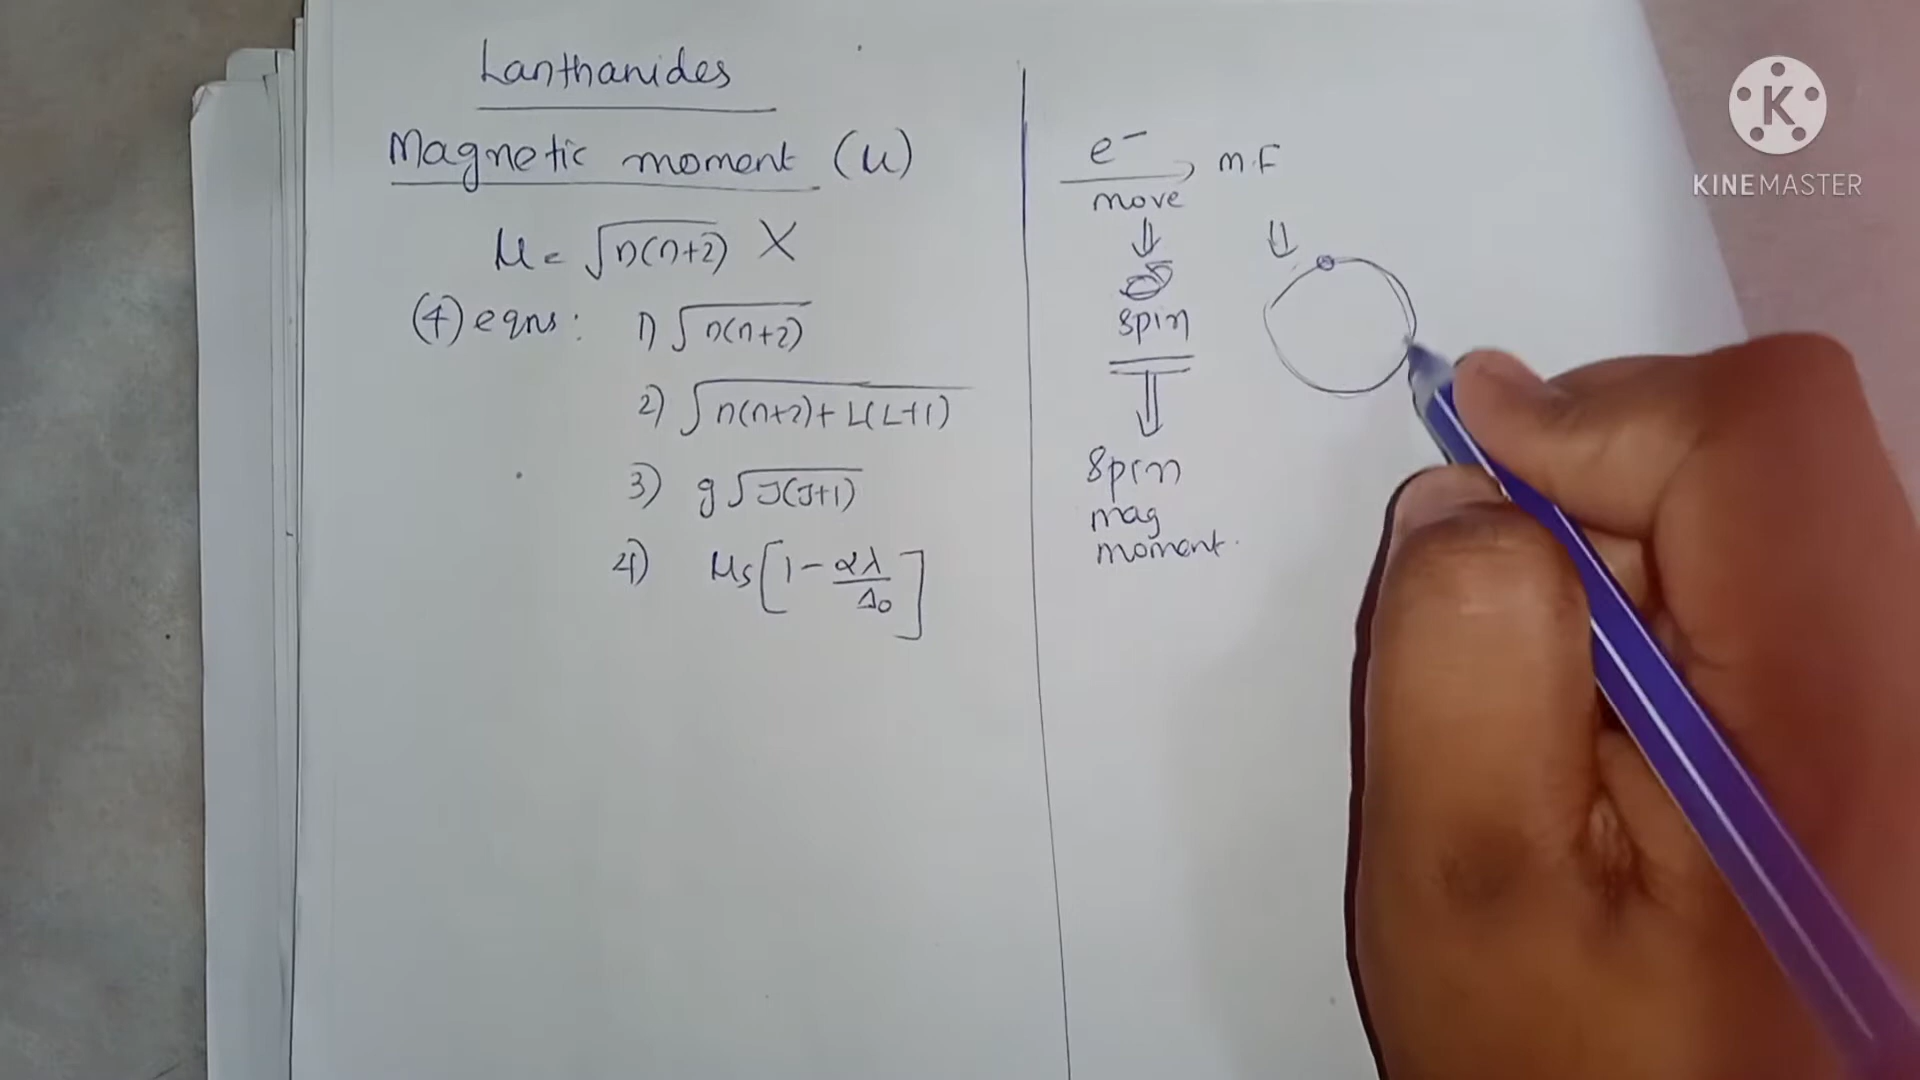 Lanthanides
Magnetic moment (u)
μ = √n(n+2) X
(4) eqns: 1) √n(n+2)
2) √n(n+2)+L(L+1)
3) g√J(J+1)
4) μs[1-αλ/Δo]
e⁻, M.F
move
⇓ ⇓
spin
⇓
Spin
mag
moment.
K
KINEMASTER